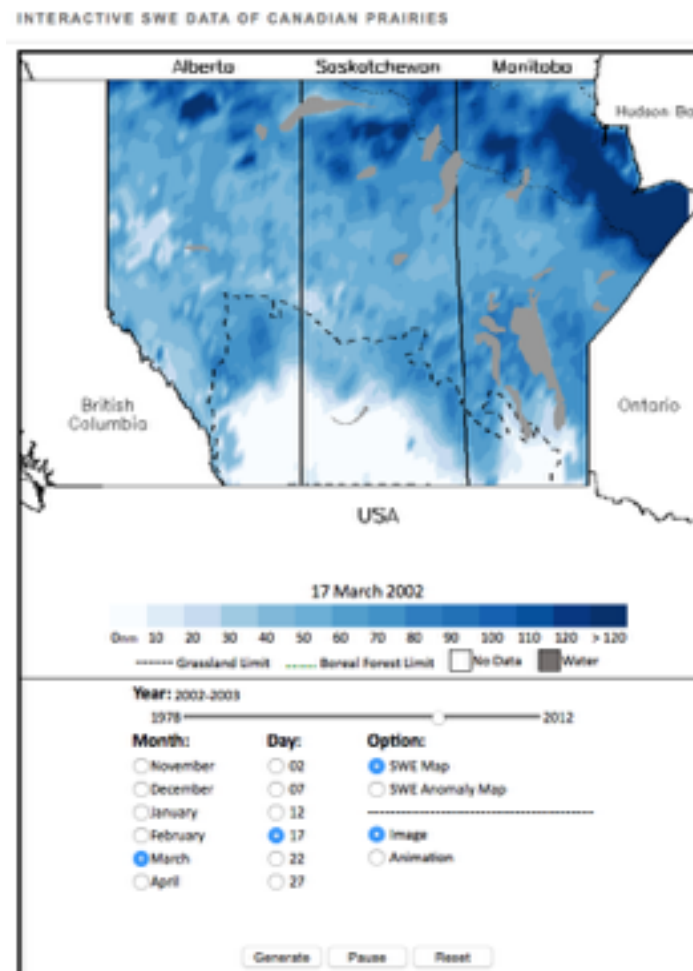 INTERACTIVE SWE DATA OF CANADIAN PRAIRIES
Alberta Saskatchewan Manitoba
Hudson Ba
British
Columbia
Ontario
USA
17 March 2002
0mm 10 20 30 40 50 60 70 80 90 100 110 120 >120
Grassland Limit Boreal Forest Limit No Data Water
Year: 2002-2003
1978 2012
Month: Day: Option:
November 02 SWE Map
December 07 SWE Anomaly Map
January 12
February 17 Image
March 22 Animation
April 27
Generate Pause Reset